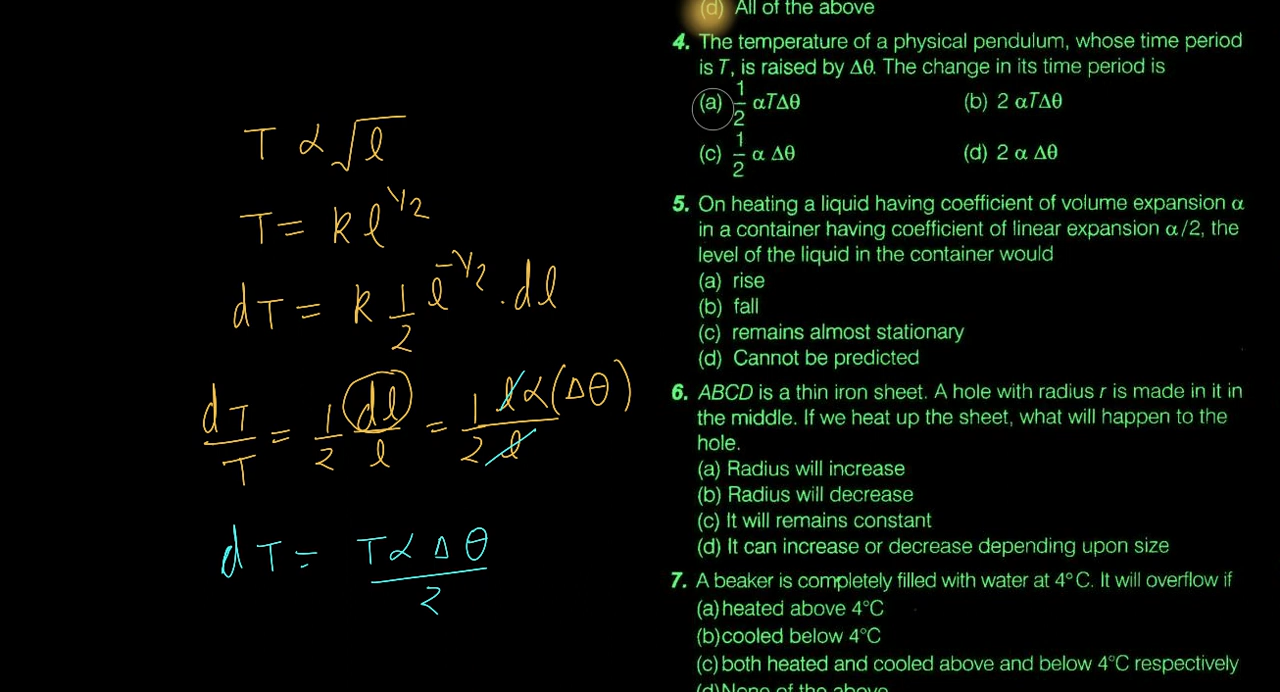 T ∝ √l
T = k l^1/2
dT = k 1/2 l^-1/2 . dl
dT/T = 1/2 dl/l = 1/2 lα(Δθ)/l
dT = TαΔθ/2
(d) All of the above
4. The temperature of a physical pendulum, whose time period
is T, is raised by Δθ. The change in its time period is
(a) 1/2 αTΔθ (b) 2 αTΔθ
(c) 1/2 α Δθ (d) 2 α Δθ
5. On heating a liquid having coefficient of volume expansion α
in a container having coefficient of linear expansion α/2, the
level of the liquid in the container would
(a) rise
(b) fall
(c) remains almost stationary
(d) Cannot be predicted
6. ABCD is a thin iron sheet. A hole with radius r is made in it in
the middle. If we heat up the sheet, what will happen to the
hole.
(a) Radius will increase
(b) Radius will decrease
(c) It will remains constant
(d) It can increase or decrease depending upon size
7. A beaker is completely filled with water at 4°C. It will overflow if
(a) heated above 4°C
(b) cooled below 4°C
(c) both heated and cooled above and below 4°C respectively
(d) None of the above